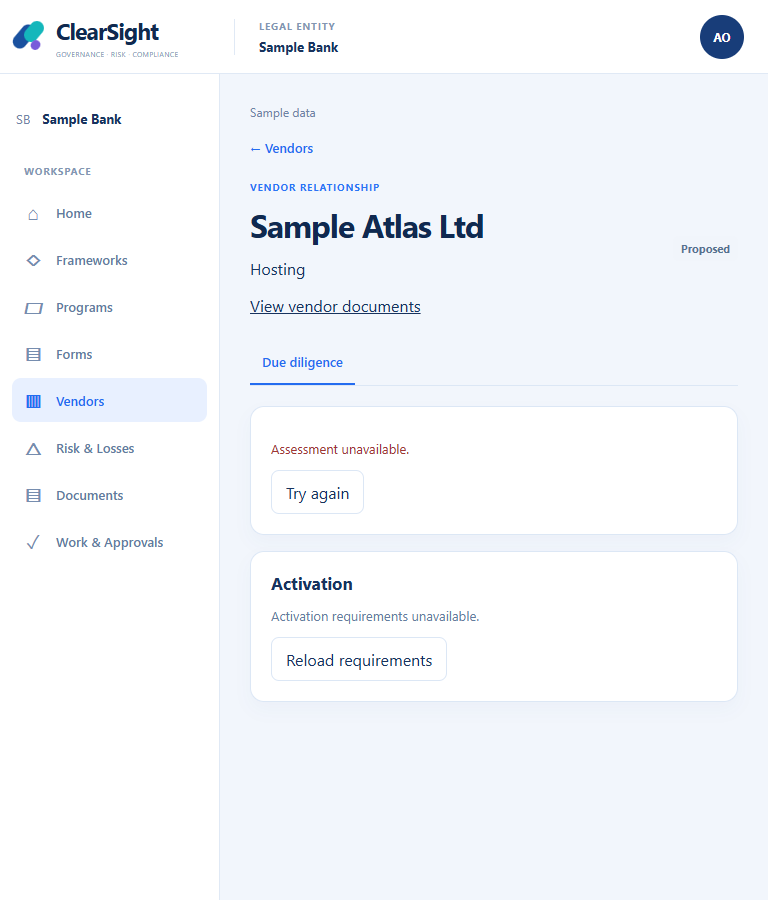 ClearSight
GOVERNANCE · RISK · COMPLIANCE
LEGAL ENTITY
Sample Bank
AO
SB Sample Bank
WORKSPACE
Home
Frameworks
Programs
Forms
Vendors
Risk & Losses
Documents
Work & Approvals
Sample data
← Vendors
VENDOR RELATIONSHIP
Sample Atlas Ltd
Proposed
Hosting
View vendor documents
Due diligence
Assessment unavailable.
Try again
Activation
Activation requirements unavailable.
Reload requirements